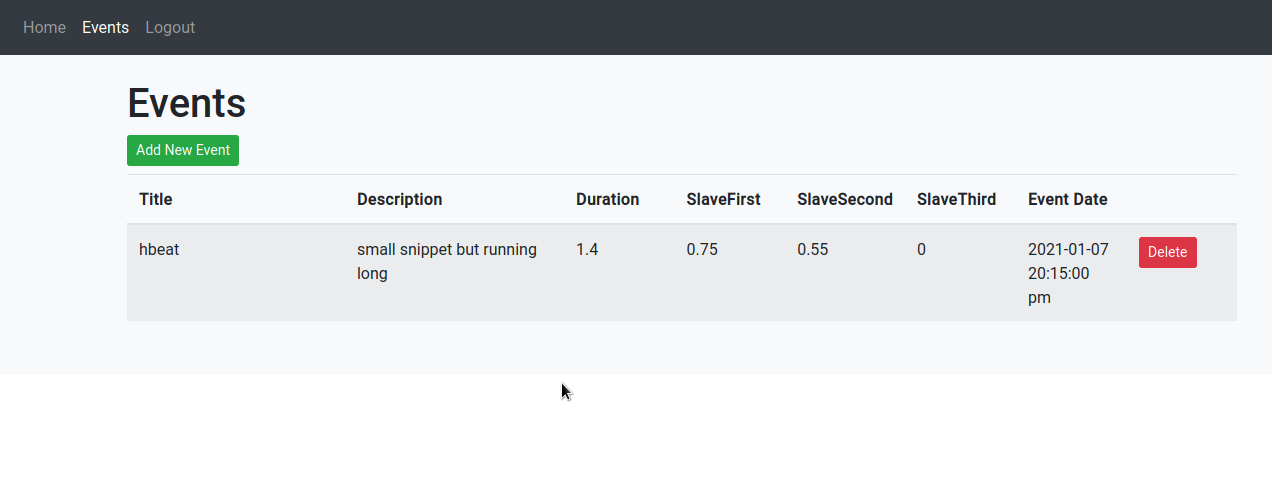 Home Events Logout
Events
Add New Event
Title Description Duration SlaveFirst SlaveSecond SlaveThird Event Date
hbeat small snippet but running 1.4 0.75 0.55 0 2021-01-07 Delete
long 20:15:00
pm